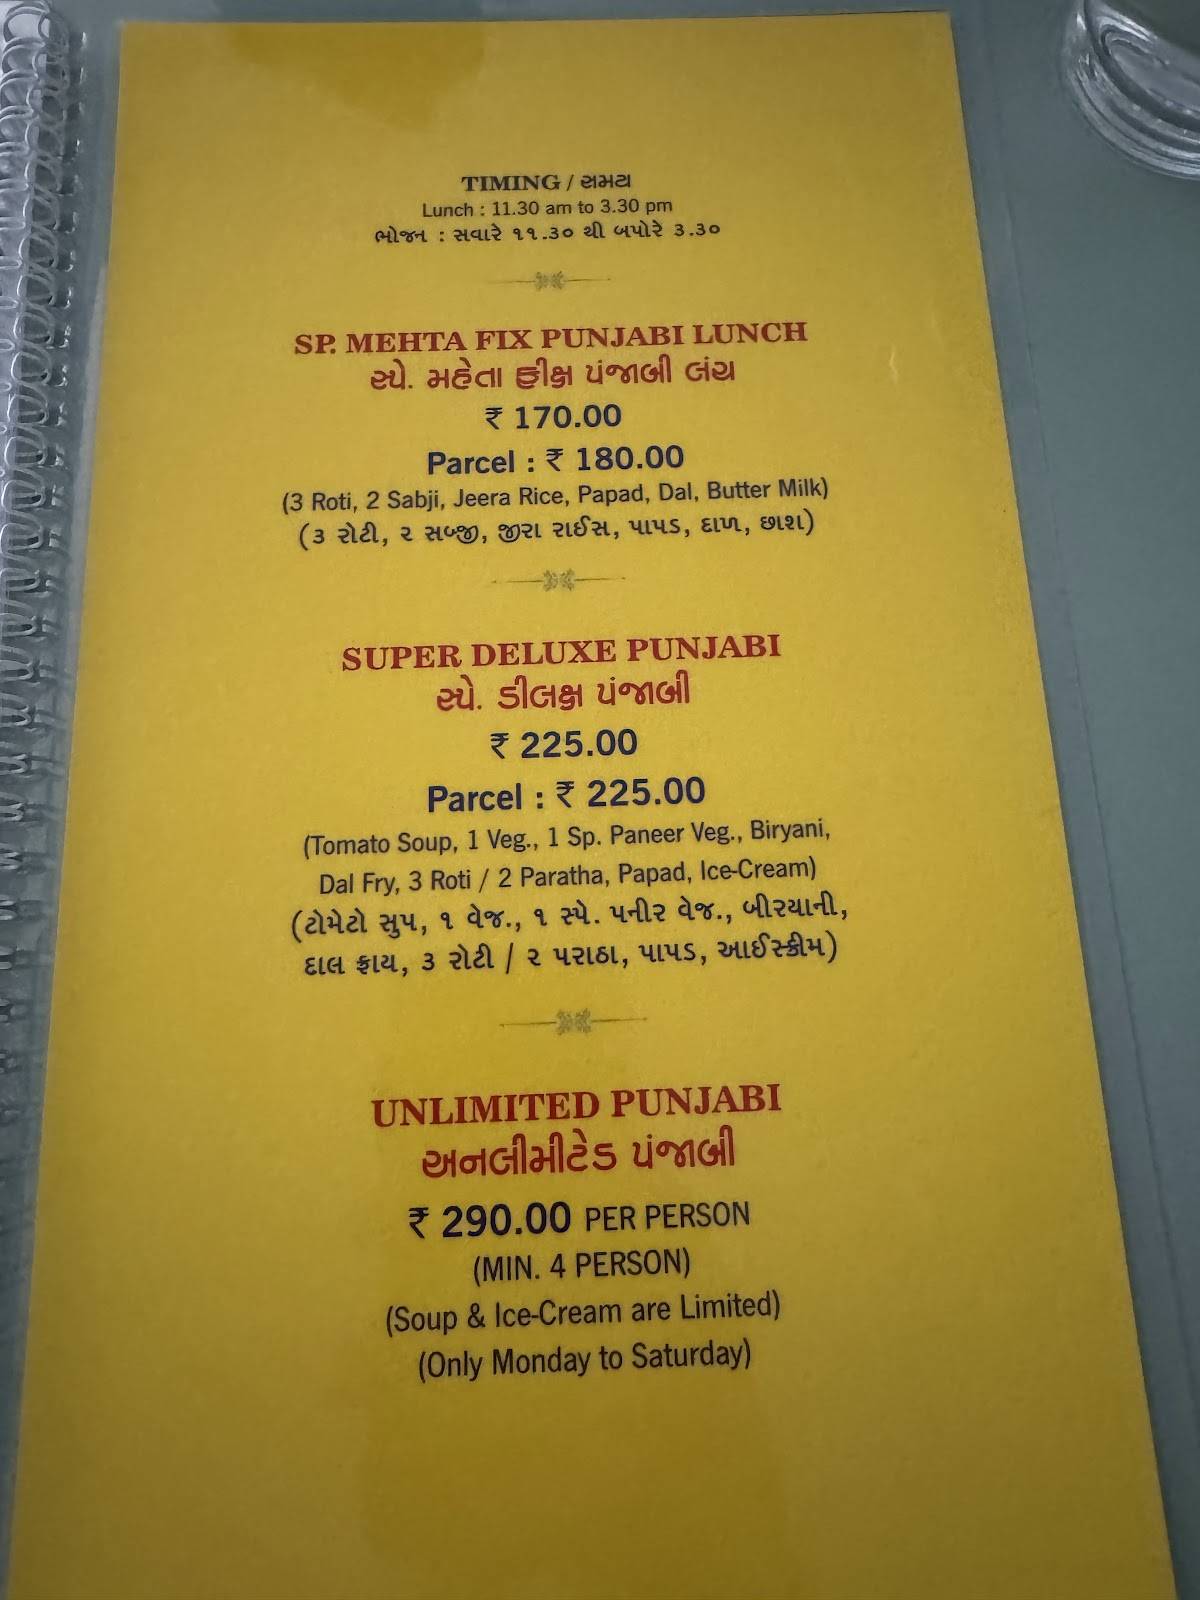 TIMING / સમય
Lunch : 11.30 am to 3.30 pm
ભોજન : સવારે ૧૧.૩૦ થી બપોરે ૩.૩૦
SP. MEHTA FIX PUNJABI LUNCH
સ્પે. મહેતા ફીક્ષ પંજાબી લંચ
₹ 170.00
Parcel : ₹ 180.00
(3 Roti, 2 Sabji, Jeera Rice, Papad, Dal, Butter Milk)
(૩ રોટી, ૨ સબ્જી, જીરા રાઈસ, પાપડ, દાળ, છાશ)
SUPER DELUXE PUNJABI
સ્પે. ડીલક્ષ પંજાબી
₹ 225.00
Parcel : ₹ 225.00
(Tomato Soup, 1 Veg., 1 Sp. Paneer Veg., Biryani,
Dal Fry, 3 Roti / 2 Paratha, Papad, Ice-Cream)
(ટોમેટો સુપ, ૧ વેજ., ૧ સ્પે. પનીર વેજ., બીરયાની,
દાલ ફ્રાય, ૩ રોટી / ૨ પરાઠા, પાપડ, આઈસ્ક્રીમ)
UNLIMITED PUNJABI
અનલીમીટેડ પંજાબી
₹ 290.00 PER PERSON
(MIN. 4 PERSON)
(Soup & Ice-Cream are Limited)
(Only Monday to Saturday)